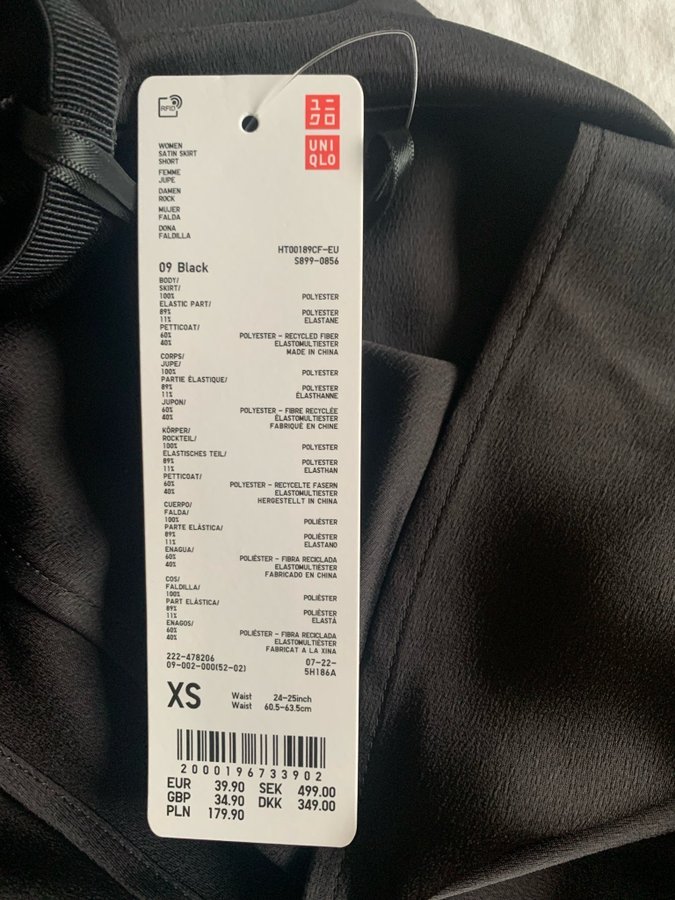 RFID
ユニ
クロ
UNI
QLO
WOMEN
SATIN SKIRT
SHORT
FEMME
JUPE
DAMEN
ROCK
MUJER
FALDA
DONA
FALDILLA
HT00189CF-EU
S899-0856
09 Black
BODY/
SKIRT/
100% POLYESTER
ELASTIC PART/
89% POLYESTER
11% ELASTANE
PETTICOAT/
60% POLYESTER - RECYCLED FIBER
40% ELASTOMULTIESTER
MADE IN CHINA
CORPS/
JUPE/
100% POLYESTER
PARTIE ÉLASTIQUE/
89% POLYESTER
11% ÉLASTHANNE
JUPON/
60% POLYESTER - FIBRE RECYCLÉE
40% ÉLASTOMULTIESTER
FABRIQUÉ EN CHINE
KÖRPER/
ROCKTEIL/
100% POLYESTER
ELASTISCHES TEIL/
89% POLYESTER
11% ELASTHAN
PETTICOAT/
60% POLYESTER - RECYCELTE FASERN
40% ELASTOMULTIESTER
HERGESTELLT IN CHINA
CUERPO/
FALDA/
100% POLIÉSTER
PARTE ELÁSTICA/
89% POLIÉSTER
11% ELASTANO
ENAGUA/
60% POLIÉSTER - FIBRA RECICLADA
40% ELASTOMULTIÉSTER
FABRICADO EN CHINA
COS/
FALDILLA/
100% POLIÈSTER
PART ELÀSTICA/
89% POLIÈSTER
11% ELASTÀ
ENAGOS/
60% POLIÈSTER - FIBRA RECICLADA
40% ELASTOMULTIÈSTER
FABRICAT A LA XINA
222-478206 07-22-
09-002-000(52-02) 5H186A
XS Waist 24-25inch
Waist 60.5-63.5cm
2000196733902
EUR 39.90 SEK 499.00
GBP 34.90 DKK 349.00
PLN 179.90